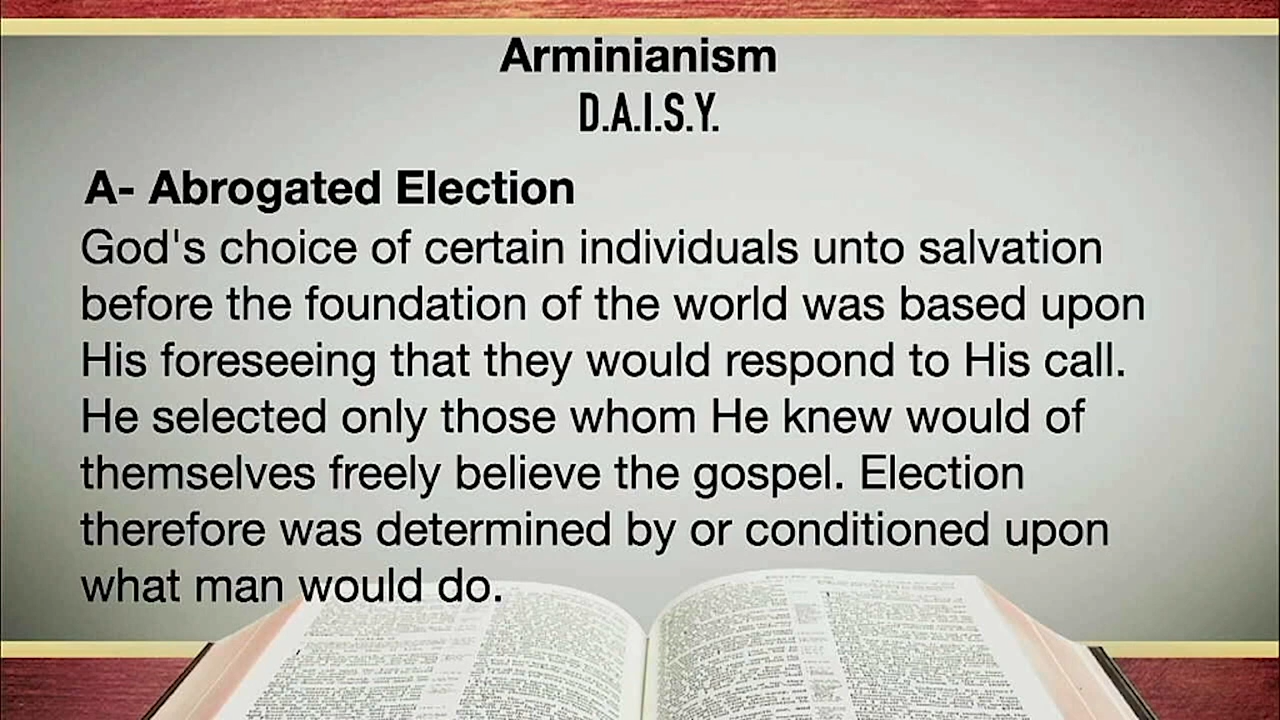 Arminianism
D.A.I.S.Y.
A- Abrogated Election
God's choice of certain individuals unto salvation
before the foundation of the world was based upon
His foreseeing that they would respond to His call.
He selected only those whom He knew would of
themselves freely believe the gospel. Election
therefore was determined by or conditioned upon
what man would do.